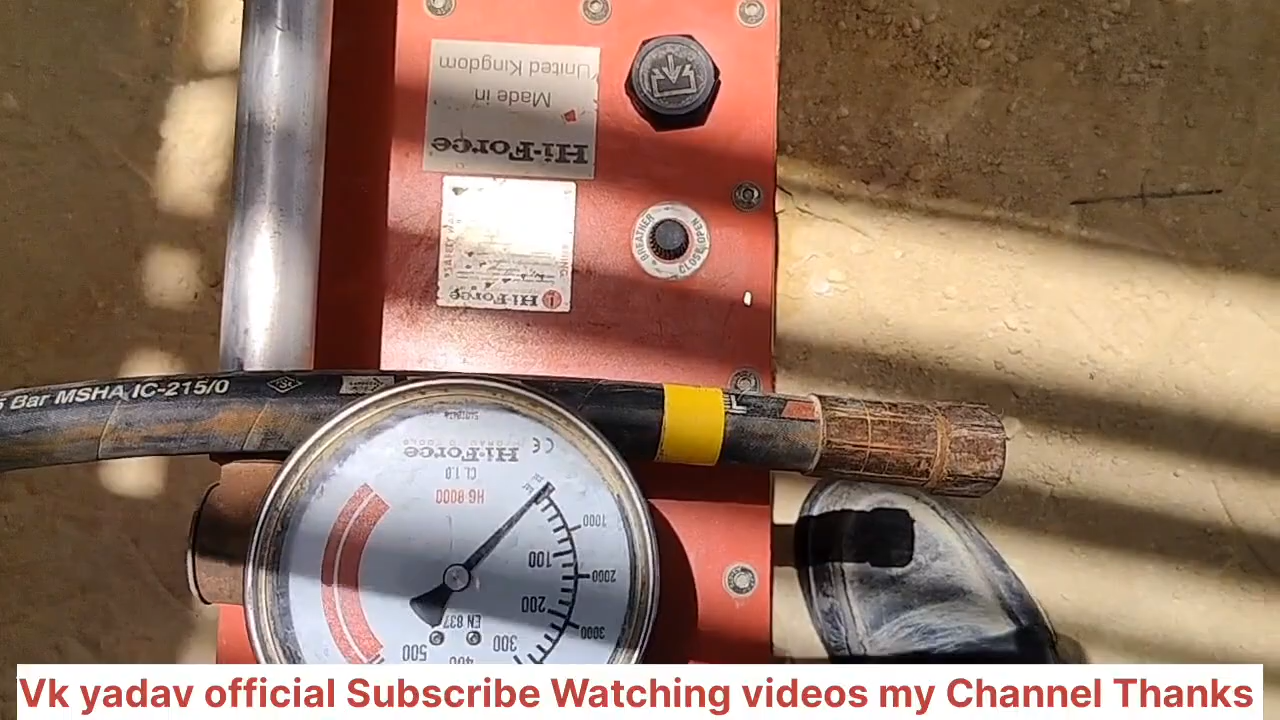 United Kingdom
Made in
Hi-Force
BREATHER
OPEN
CLOSE
Hi-Force
5 Bar MSHA IC-215/0
Hi-Force
CL 1.0
HG 8000
1000
100
2000
200
3000
300
EN 837
400
500
Vk yadav official Subscribe Watching videos my Channel Thanks